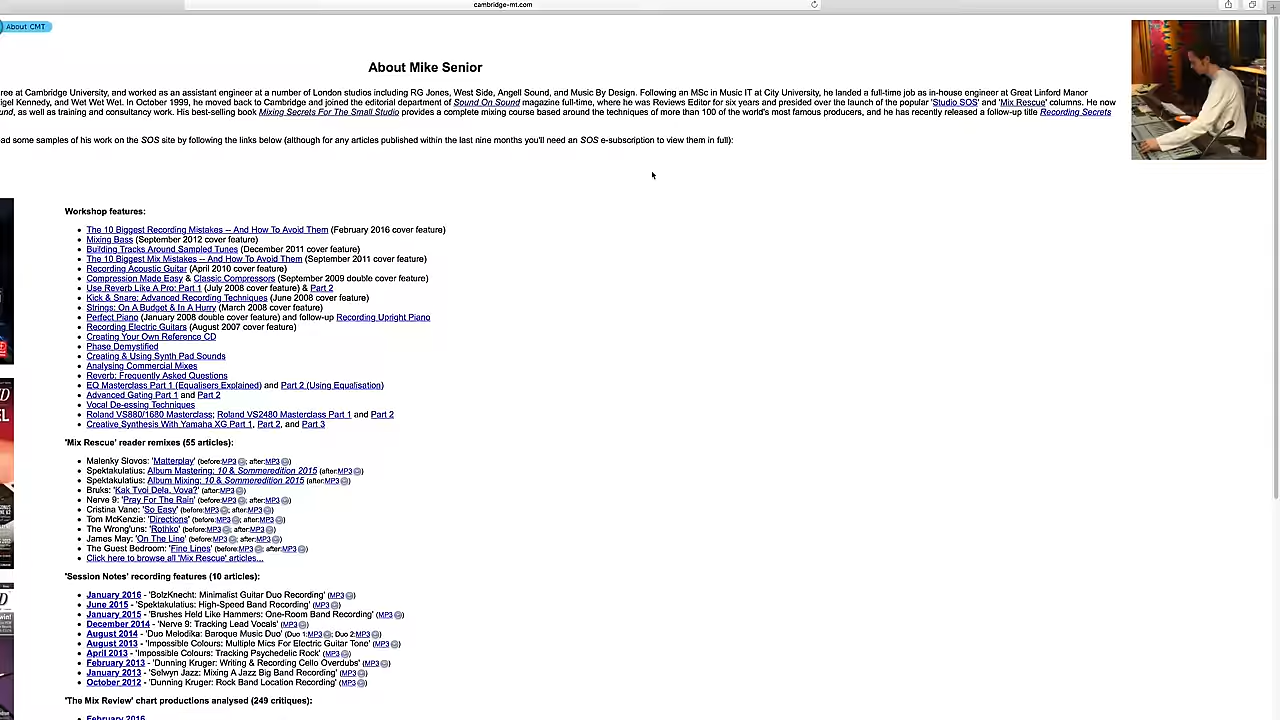 cambridge-mt.com
About CMT
About Mike Senior
ree at Cambridge University, and worked as an assistant engineer at a number of London studios including RG Jones, West Side, Angell Sound, and Music By Design. Following an MSc in Music IT at City University, he landed a full-time job as in-house engineer at Great Linford Manor
igel Kennedy, and Wet Wet Wet. In October 1999, he moved back to Cambridge and joined the editorial department of Sound On Sound magazine full-time, where he was Reviews Editor for six years and presided over the launch of the popular 'Studio SOS' and 'Mix Rescue' columns. He now
und, as well as training and consultancy work. His best-selling book Mixing Secrets For The Small Studio provides a complete mixing course based around the techniques of more than 100 of the world's most famous producers, and he has recently released a follow-up title Recording Secrets
ad some samples of his work on the SOS site by following the links below (although for any articles published within the last nine months you'll need an SOS e-subscription to view them in full):
Workshop features:
The 10 Biggest Recording Mistakes -- And How To Avoid Them (February 2016 cover feature)
Mixing Bass (September 2012 cover feature)
Building Tracks Around Sampled Tunes (December 2011 cover feature)
The 10 Biggest Mix Mistakes -- And How To Avoid Them (September 2011 cover feature)
Recording Acoustic Guitar (April 2010 cover feature)
Compression Made Easy & Classic Compressors (September 2009 double cover feature)
Use Reverb Like A Pro: Part 1 (July 2008 cover feature) & Part 2
Kick & Snare: Advanced Recording Techniques (June 2008 cover feature)
Strings: On A Budget & In A Hurry (March 2008 cover feature)
Perfect Piano (January 2008 double cover feature) and follow-up Recording Upright Piano
Recording Electric Guitars (August 2007 cover feature)
Creating Your Own Reference CD
Phase Demystified
Creating & Using Synth Pad Sounds
Analysing Commercial Mixes
Reverb: Frequently Asked Questions
EQ Masterclass Part 1 (Equalisers Explained) and Part 2 (Using Equalisation)
Advanced Gating Part 1 and Part 2
Vocal De-essing Techniques
Roland VS880/1680 Masterclass; Roland VS2480 Masterclass Part 1 and Part 2
Creative Synthesis With Yamaha XG Part 1, Part 2, and Part 3
'Mix Rescue' reader remixes (55 articles):
Malenky Slovos: 'Matterplay' (before:MP3; after:MP3)
Spektakulatius: Album Mastering: 10 & Sommeredition 2015 (after:MP3)
Spektakulatius: Album Mixing: 10 & Sommeredition 2015 (after:MP3)
Bruks: 'Kak Tvoi Dela, Vova?' (after:MP3)
Nerve 9: 'Pray For The Rain' (before:MP3; after:MP3)
Cristina Vane: 'So Easy' (before:MP3; after:MP3)
Tom McKenzie: 'Directions' (before:MP3; after:MP3)
The Wrong'uns: 'Rothko' (before:MP3; after:MP3)
James May: 'On The Line' (before:MP3; after:MP3)
The Guest Bedroom: 'Fine Lines' (before:MP3; after:MP3)
Click here to browse all 'Mix Rescue' articles...
'Session Notes' recording features (10 articles):
January 2016 - 'BolzKnecht: Minimalist Guitar Duo Recording' (MP3)
June 2015 - 'Spektakulatius: High-Speed Band Recording' (MP3)
January 2015 - 'Brushes Held Like Hammers: One-Room Band Recording' (MP3)
December 2014 - 'Nerve 9: Tracking Lead Vocals' (MP3)
August 2014 - 'Duo Melodika: Baroque Music Duo' (Duo 1:MP3; Duo 2:MP3)
August 2013 - 'Impossible Colours: Multiple Mics For Electric Guitar Tone' (MP3)
April 2013 - 'Impossible Colours: Tracking Psychedelic Rock' (MP3)
February 2013 - 'Dunning Kruger: Writing & Recording Cello Overdubs' (MP3)
January 2013 - 'Selwyn Jazz: Mixing A Jazz Big Band Recording' (MP3)
October 2012 - 'Dunning Kruger: Rock Band Location Recording' (MP3)
'The Mix Review' chart productions analysed (249 critiques):
February 2016